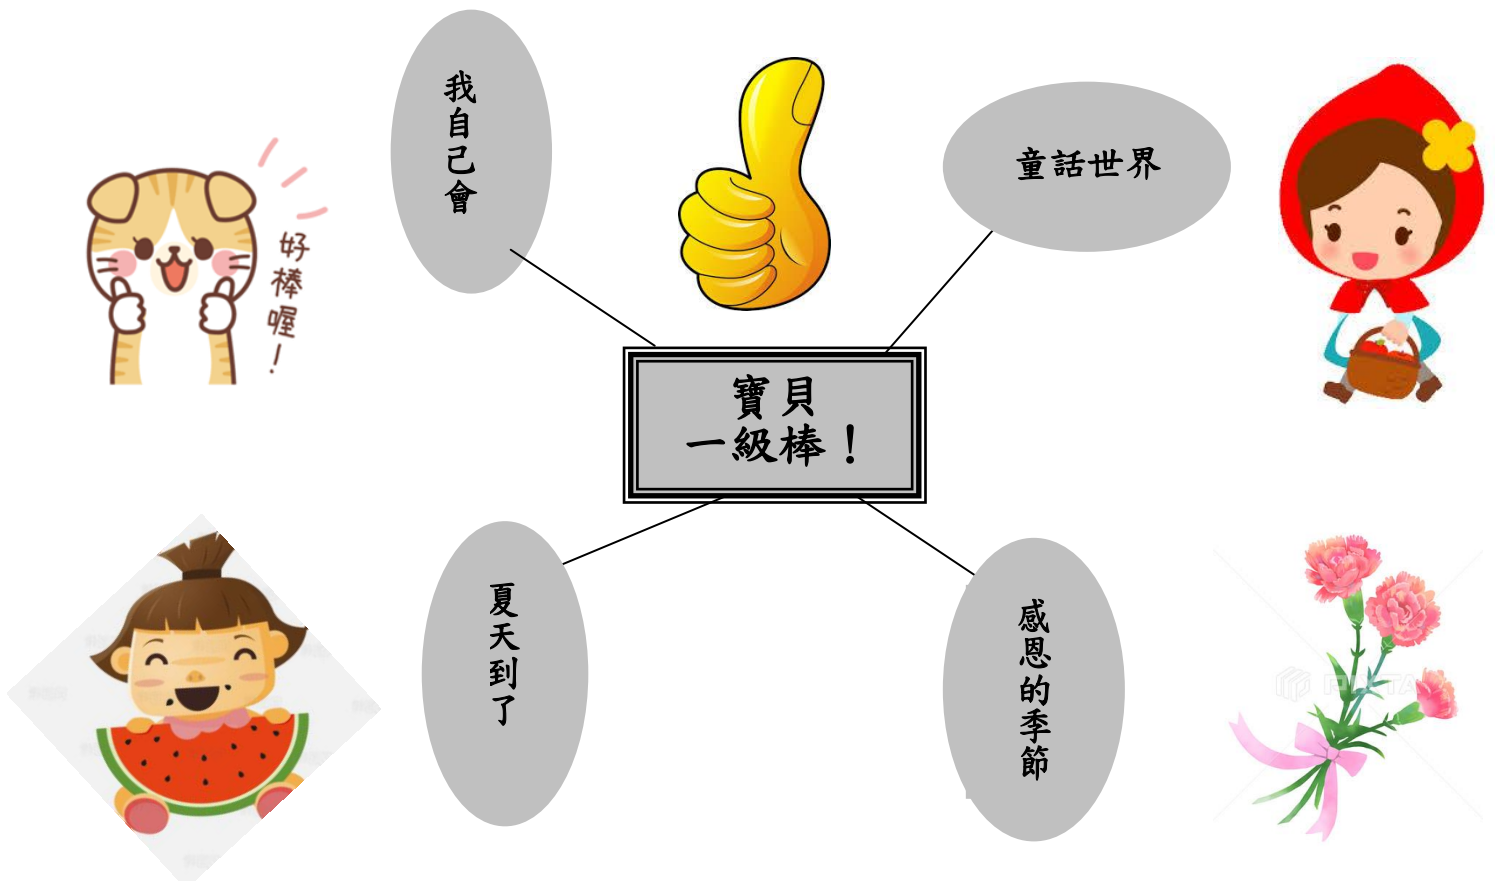 我自己會
童話世界
好棒喔！
寶貝
一級棒！
夏天到了
感恩的季節